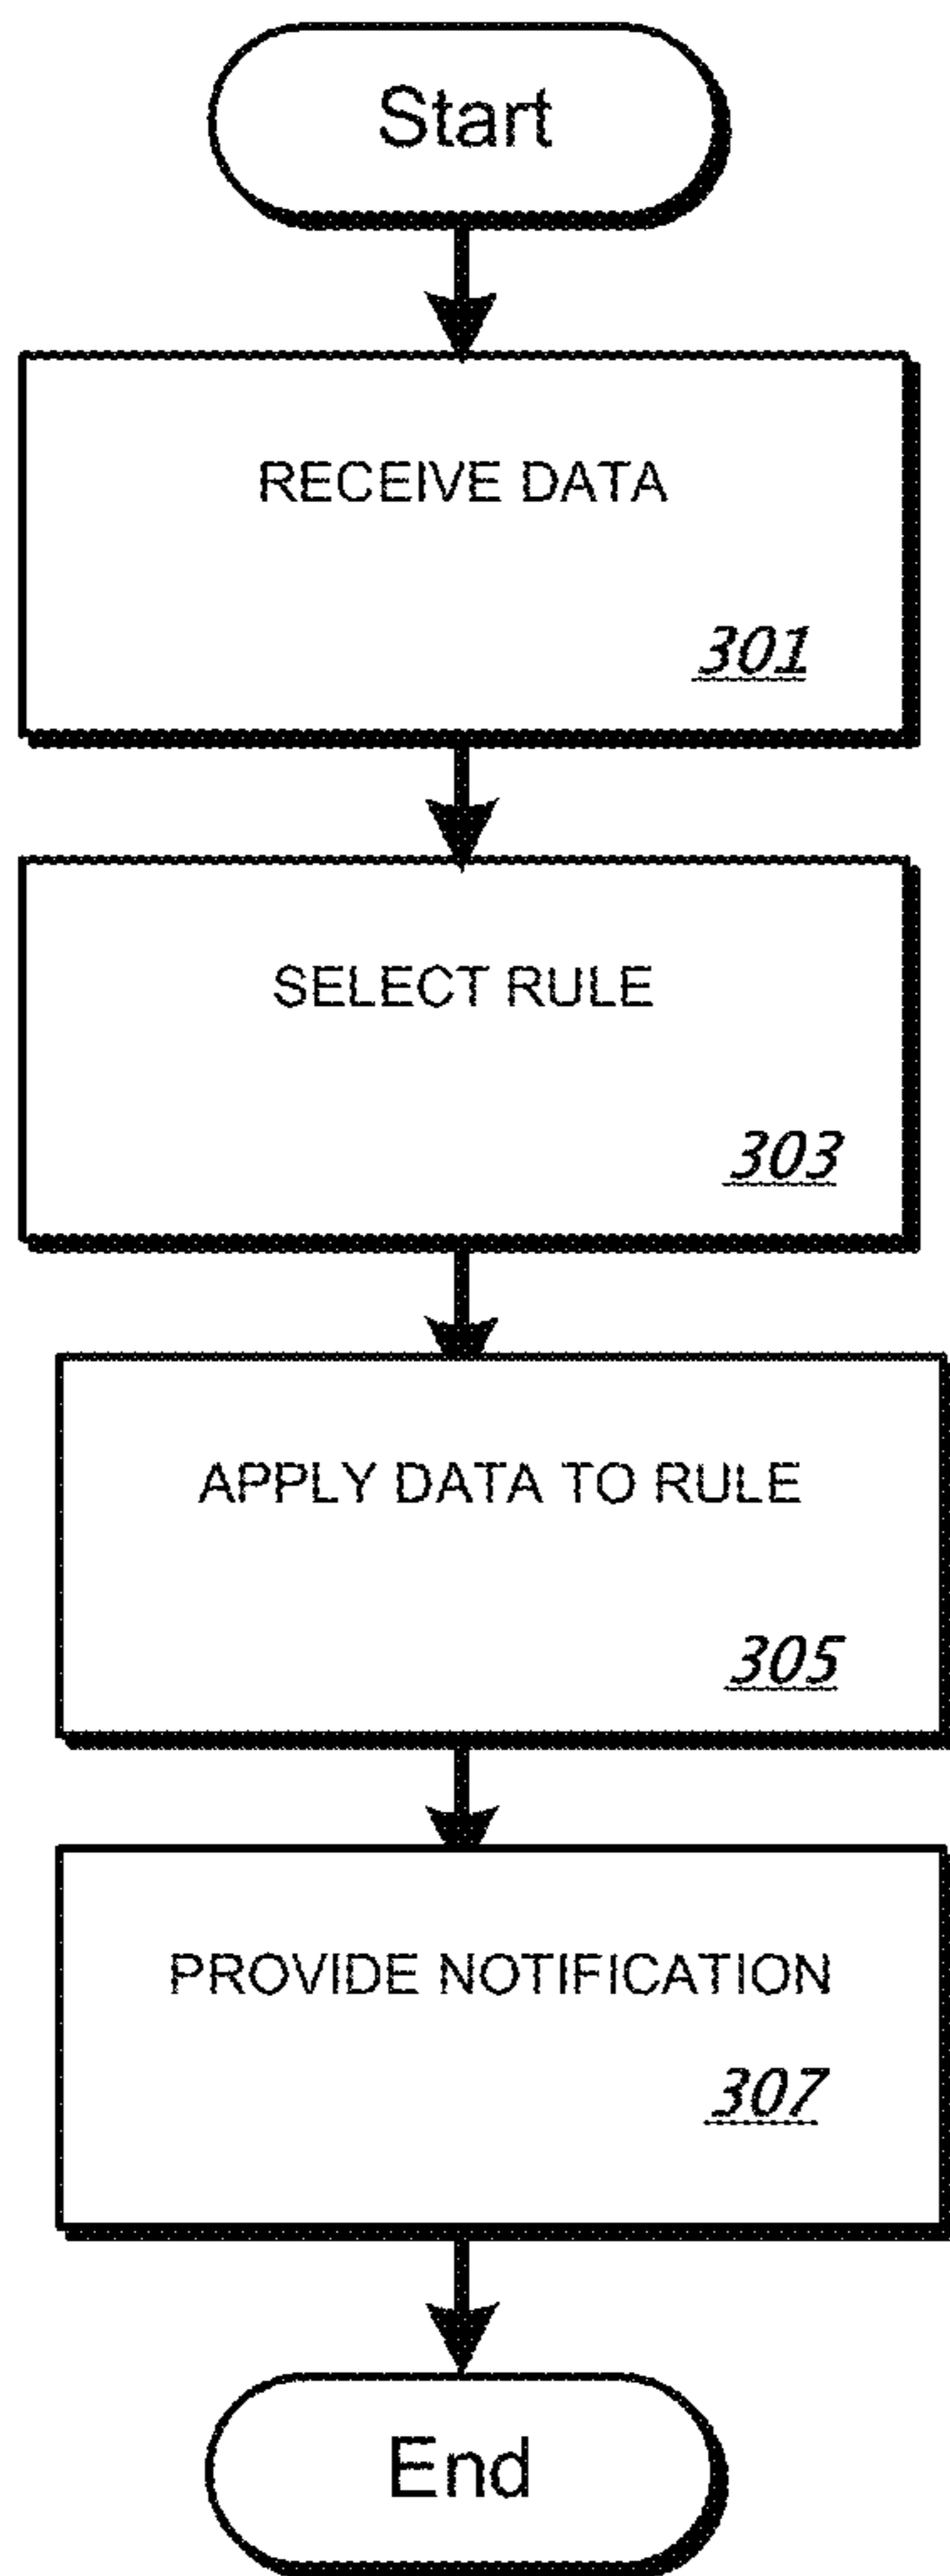 Start
RECEIVE DATA
301
SELECT RULE
303
APPLY DATA TO RULE
305
PROVIDE NOTIFICATION
307
End